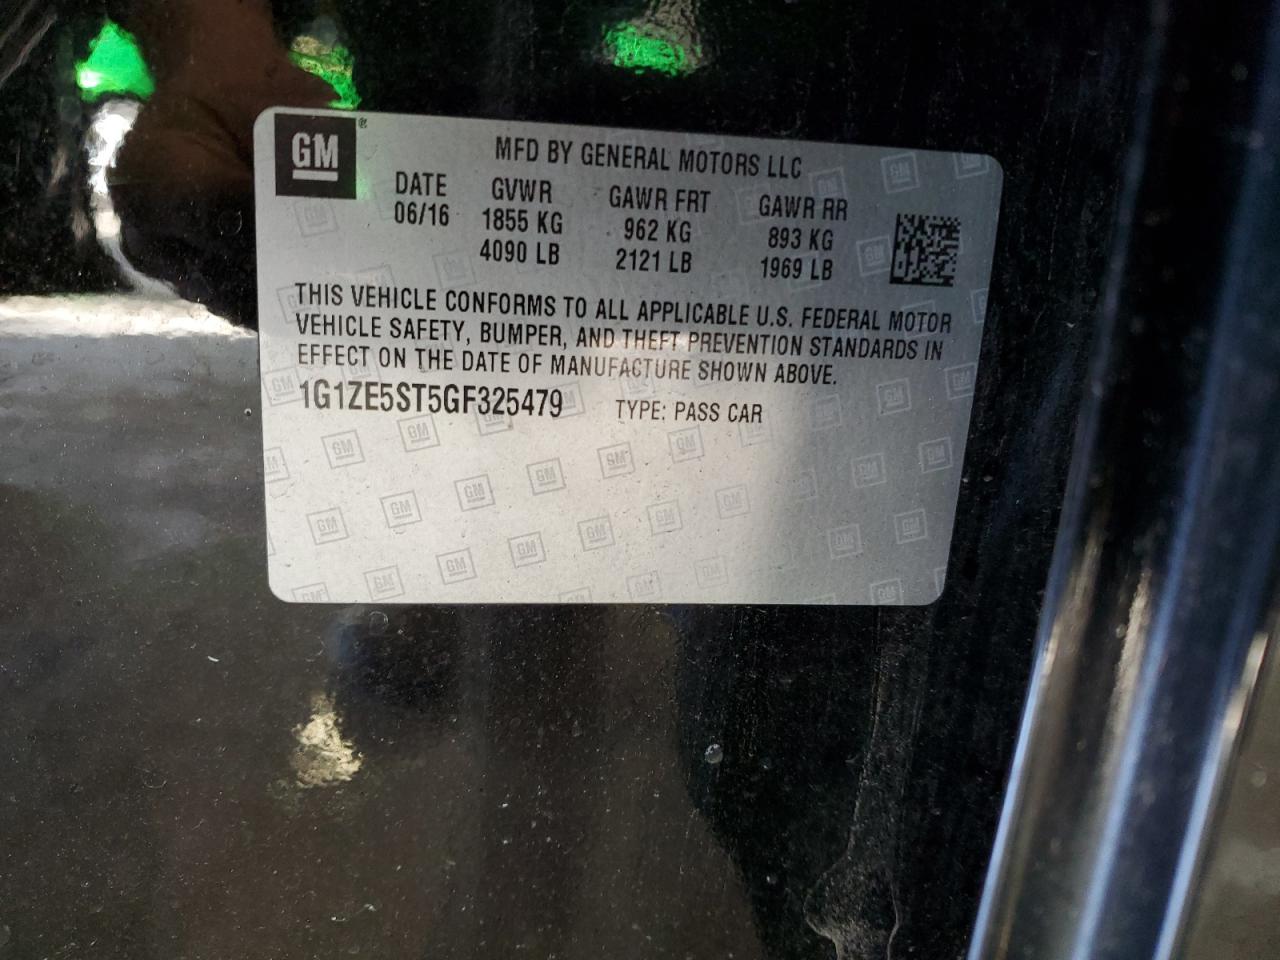 GM ®
MFD BY GENERAL MOTORS LLC
DATE GVWR GAWR FRT GAWR RR
06/16 1855 KG 962 KG 893 KG
4090 LB 2121 LB 1969 LB
THIS VEHICLE CONFORMS TO ALL APPLICABLE U.S. FEDERAL MOTOR
VEHICLE SAFETY, BUMPER, AND THEFT PREVENTION STANDARDS IN
EFFECT ON THE DATE OF MANUFACTURE SHOWN ABOVE.
1G1ZE5ST5GF325479 TYPE: PASS CAR